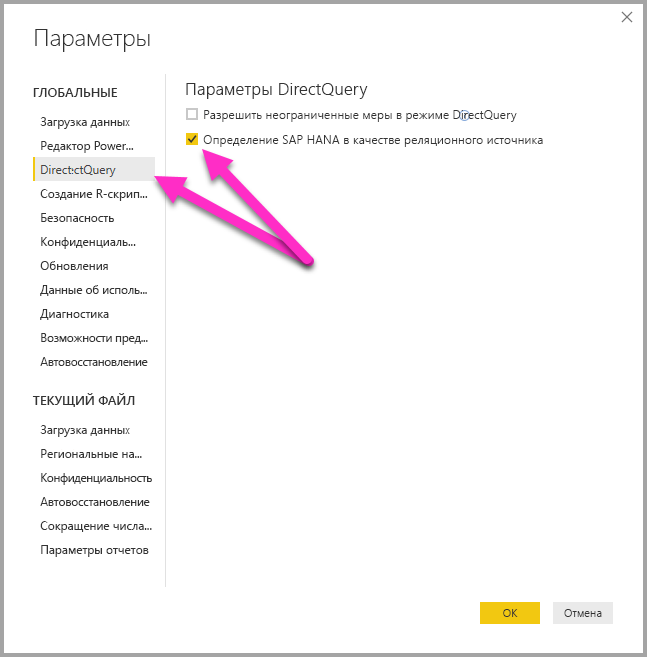 Параметры
ГЛОБАЛЬНЫЕ
Загрузка данных
Редактор Power...
DirectctQuery
Создание R-скрип...
Безопасность
Конфиденциаль...
Обновления
Данные об исполь...
Диагностика
Возможности пред...
Автовосстановление
ТЕКУЩИЙ ФАЙЛ
Загрузка данных
Региональные на...
Конфиденциальность
Автовосстановление
Сокращение числа...
Параметры отчетов
Параметры DirectQuery
Разрешить неограниченные меры в режиме DirectQuery
Определение SAP HANA в качестве реляционного источника
ОК
Отмена